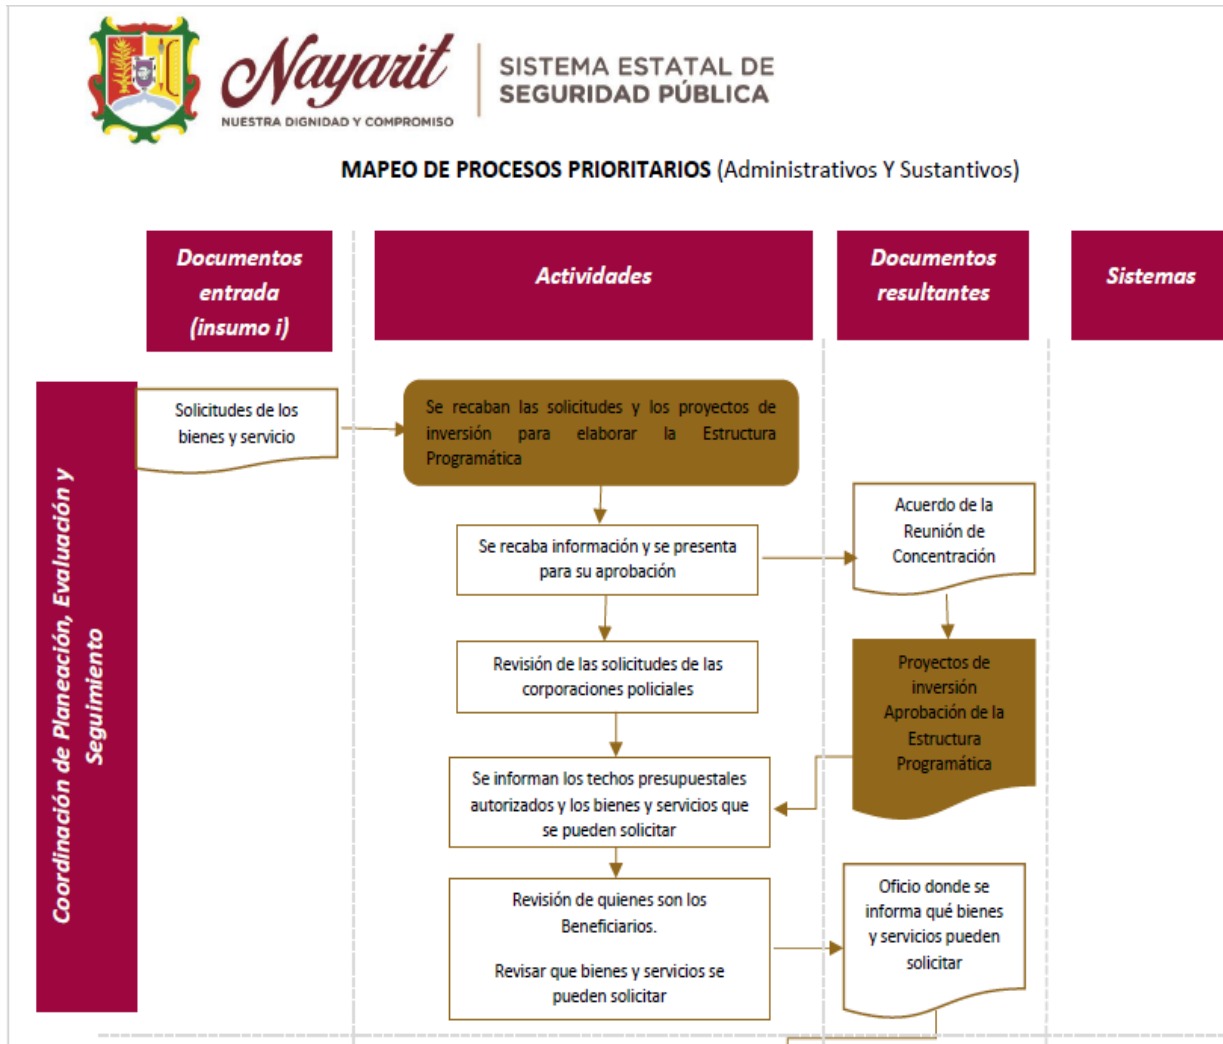 Nayarit
NUESTRA DIGNIDAD Y COMPROMISO
SISTEMA ESTATAL DE
SEGURIDAD PÚBLICA
MAPEO DE PROCESOS PRIORITARIOS (Administrativos Y Sustantivos)
Documentos
entrada
(insumo i)
Actividades
Documentos
resultantes
Sistemas
Coordinación de Planeación, Evaluación y
Seguimiento
Solicitudes de los
bienes y servicio
Se recaban las solicitudes y los proyectos de
inversión para elaborar la Estructura
Programática
Se recaba información y se presenta
para su aprobación
Acuerdo de la
Reunión de
Concentración
Revisión de las solicitudes de las
corporaciones policiales
Proyectos de
inversión
Aprobación de la
Estructura
Programática
Se informan los techos presupuestales
autorizados y los bienes y servicios que
se pueden solicitar
Revisión de quienes son los
Beneficiarios.
Revisar que bienes y servicios se
pueden solicitar
Oficio donde se
informa qué bienes
y servicios pueden
solicitar